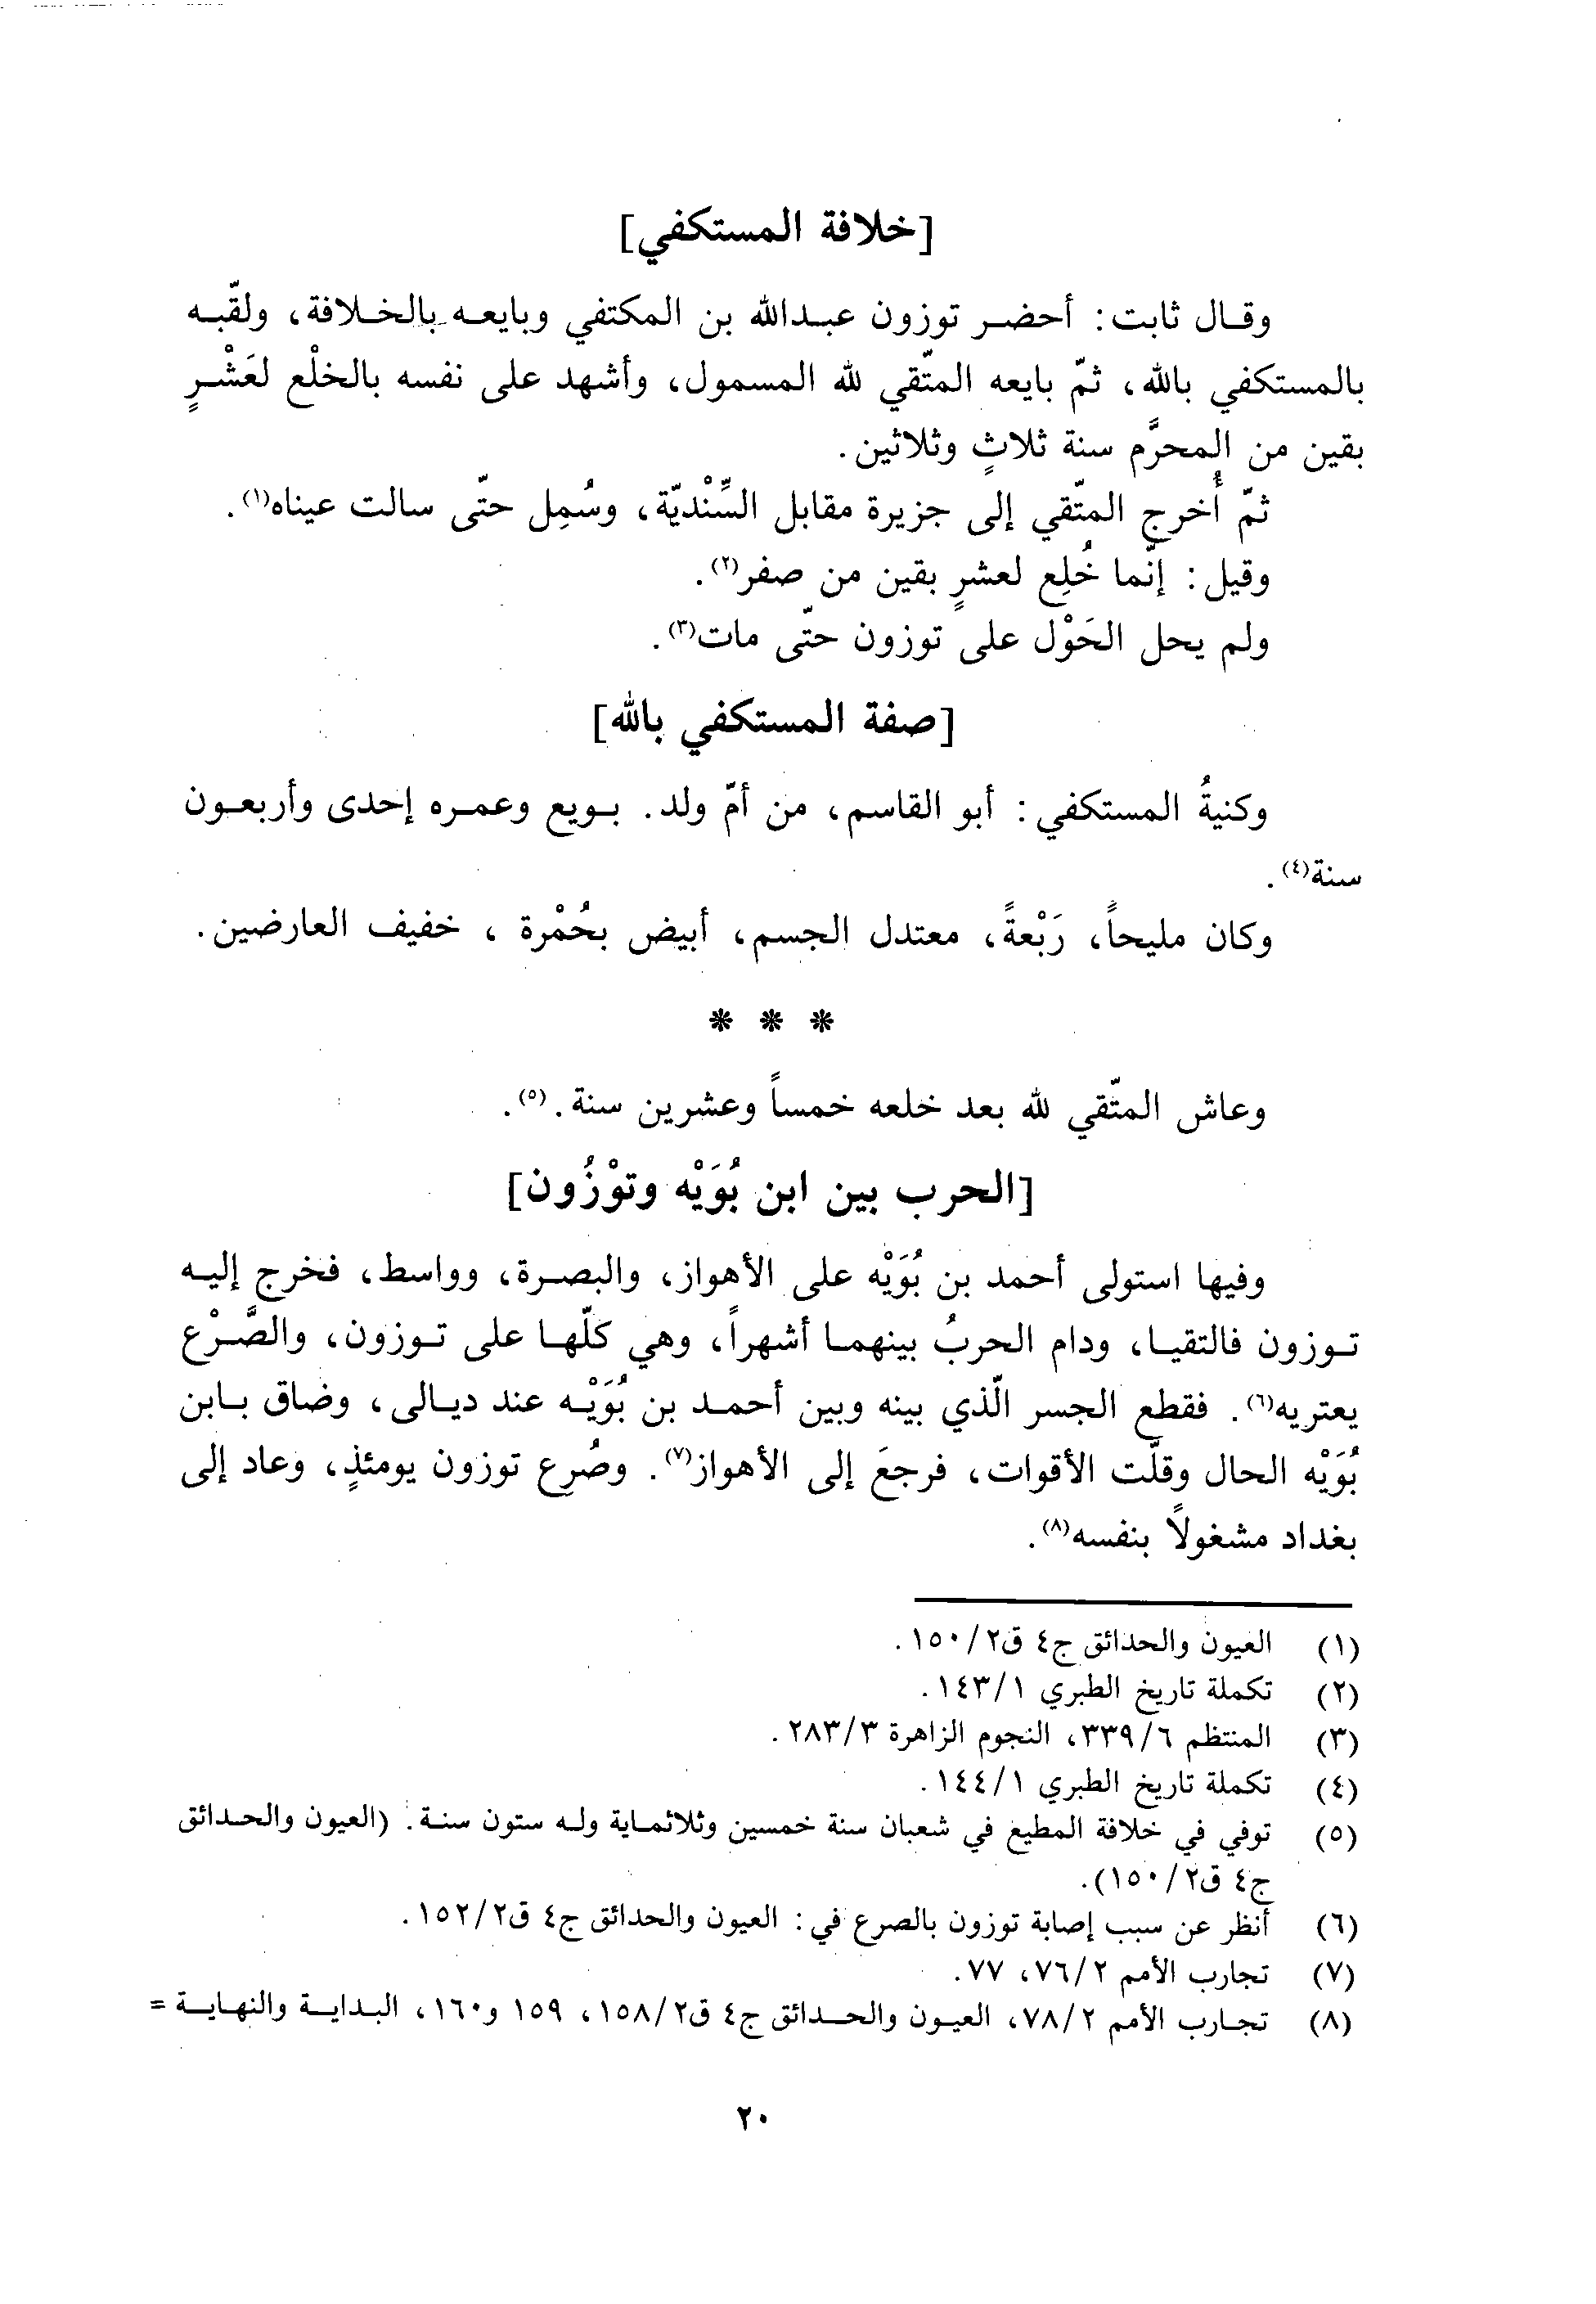 [خلافة المستكفي]
وقال ثابت: أحضر توزون عبدالله بن المكتفي وبايعه بالخلافة، ولقّبه
بالمستكفي بالله، ثمّ بايعه المتّقي لله المسمول، وأشهد على نفسه بالخلْع لعَشْرٍ
بقين من المحرَّم سنة ثلاثٍ وثلاثين.
ثمّ أُخرج المتّقي إلى جزيرة مقابل السِّنْديّة، وسُمِل حتّى سالت عيناه(١).
وقيل: إنّما خُلِع لعشرٍ بقين من صفر(٢).
ولم يحل الحَوْل على توزون حتّى مات(٣).
[صفة المستكفي بالله]
وكنيةُ المستكفي: أبو القاسم، من أمّ ولد. بويع وعمره إحدى وأربعون
سنة(٤).
وكان مليحاً، رَبْعةً، معتدل الجسم، أبيض بحُمْرة، خفيف العارضين.
* * *
وعاش المتّقي لله بعد خلعه خمساً وعشرين سنة.(٥).
[الحرب بين ابن بُوَيْه وتوْزُون]
وفيها استولى أحمد بن بُوَيْه على الأهواز، والبصرة، وواسط، فخرج إليه
توزون فالتقيا، ودام الحربُ بينهما أشهراً، وهي كلّها على توزون، والصَّرْع
يعتريه(٦). فقطع الجسر الّذي بينه وبين أحمد بن بُوَيْه عند ديالى، وضاق بابن
بُوَيْه الحال وقلّت الأقوات، فرجعَ إلى الأهواز(٧). وصُرِع توزون يومئذٍ، وعاد إلى
بغداد مشغولاً بنفسه(٨).
(١) العيون والحدائق ج٤ ق٢/١٥٠.
(٢) تكملة تاريخ الطبري ١/١٤٣.
(٣) المنتظم ٦/٣٣٩، النجوم الزاهرة ٣/٢٨٣.
(٤) تكملة تاريخ الطبري ١/١٤٤.
(٥) توفي في خلافة المطيع في شعبان سنة خمسين وثلاثماية وله ستون سنة. (العيون والحدائق
ج٤ ق٢/١٥٠).
(٦) أنظر عن سبب إصابة توزون بالصرع في: العيون والحدائق ج٤ ق٢/١٥٢.
(٧) تجارب الأمم ٢/٧٦، ٧٧.
(٨) تجارب الأمم ٢/٧٨، العيون والحدائق ج٤ ق٢/١٥٨، ١٥٩ و١٦٠، البداية والنهاية =
٢٠